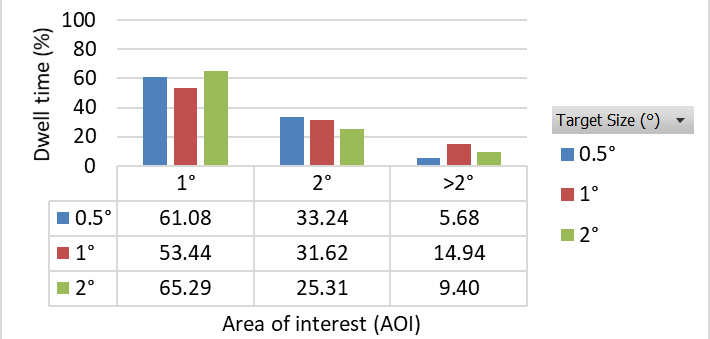 100
80
60
40
20
0
Dwell time (%)
1° 2° >2°
0.5° 61.08 33.24 5.68
1° 53.44 31.62 14.94
2° 65.29 25.31 9.40
Area of interest (AOI)
Target Size (°)
0.5°
1°
2°